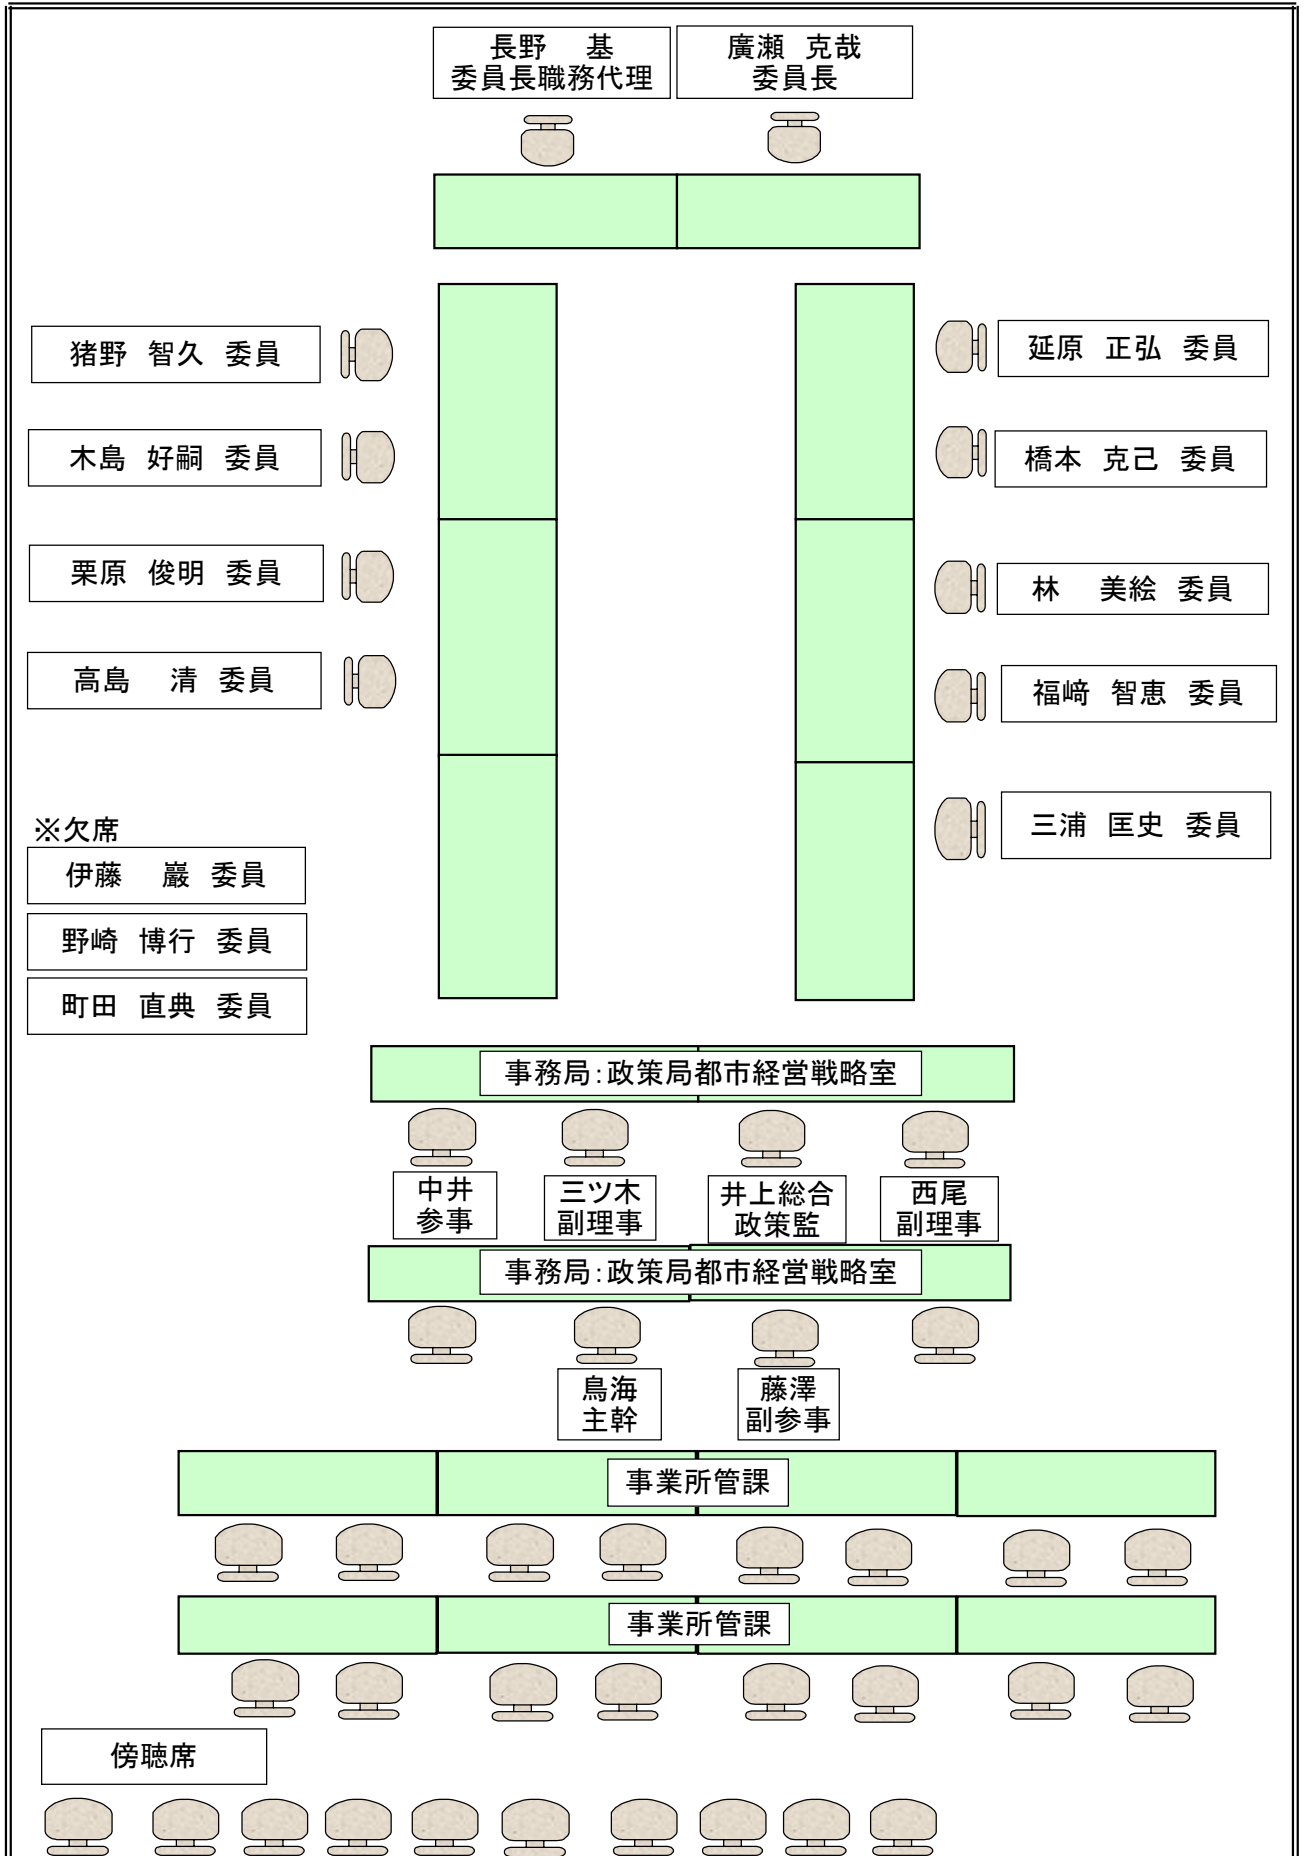 長野　基
委員長職務代理
廣瀬 克哉
委員長
猪野 智久 委員
木島 好嗣 委員
栗原 俊明 委員
高島　清 委員
延原 正弘 委員
橋本 克己 委員
林　美絵 委員
福﨑 智恵 委員
三浦 匡史 委員
※欠席
伊藤　巖 委員
野崎 博行 委員
町田 直典 委員
事務局：政策局都市経営戦略室
中井
参事
三ツ木
副理事
井上総合
政策監
西尾
副理事
事務局：政策局都市経営戦略室
鳥海
主幹
藤澤
副参事
事業所管課
事業所管課
傍聴席